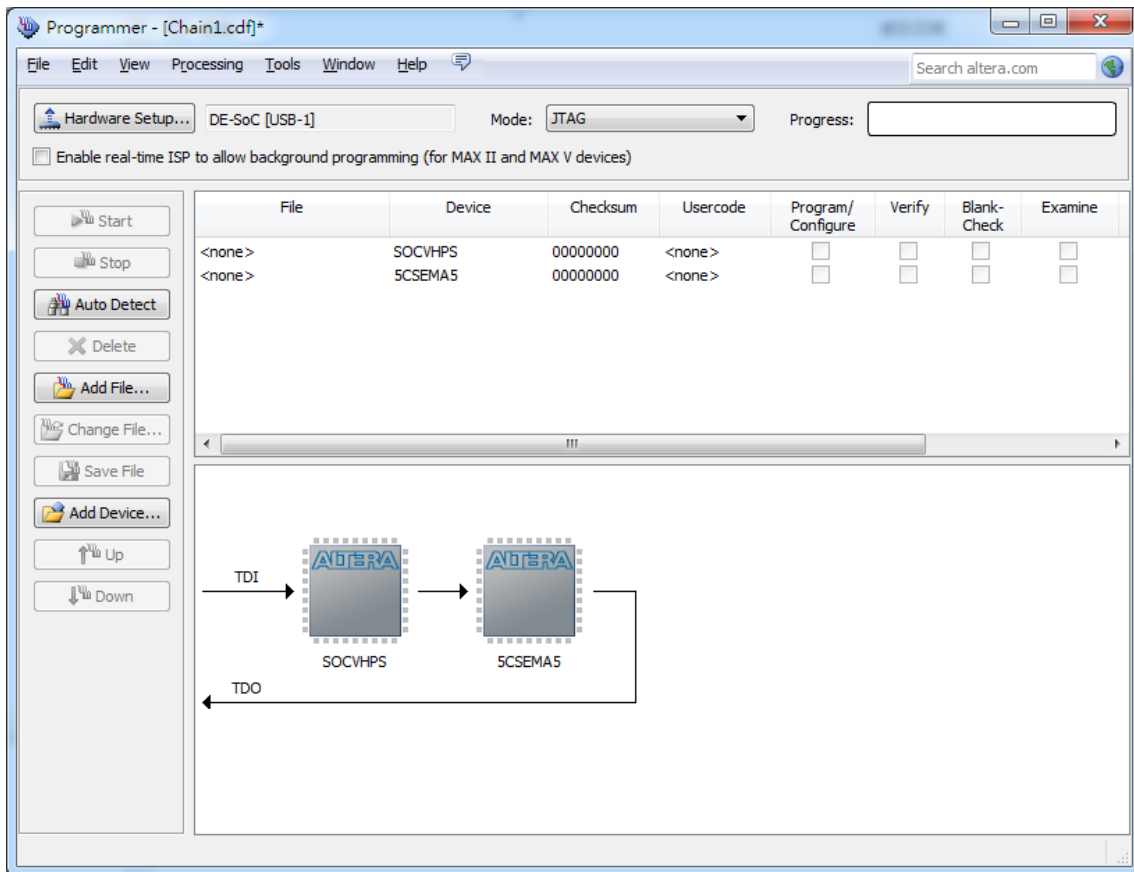 Programmer - [Chain1.cdf]*
File Edit View Processing Tools Window Help
Search altera.com
Hardware Setup... DE-SoC [USB-1] Mode: JTAG Progress:
Enable real-time ISP to allow background programming (for MAX II and MAX V devices)
Start
Stop
Auto Detect
Delete
Add File...
Change File...
Save File
Add Device...
Up
Down
File Device Checksum Usercode Program/ Verify Blank- Examine
Configure Check
<none> SOCVHPS 00000000 <none>
<none> 5CSEMA5 00000000 <none>
ALTERA ALTERA
TDI
SOCVHPS 5CSEMA5
TDO